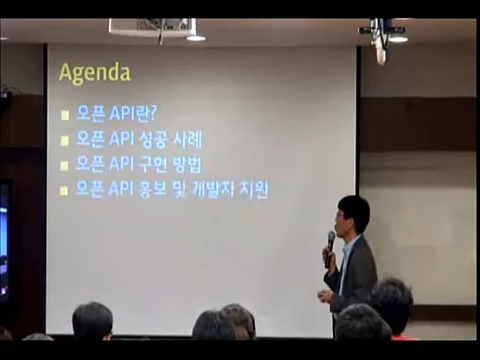 Agenda
오픈 API란?
오픈 API 성공 사례
오픈 API 구현 방법
오픈 API 홍보 및 개발자 지원